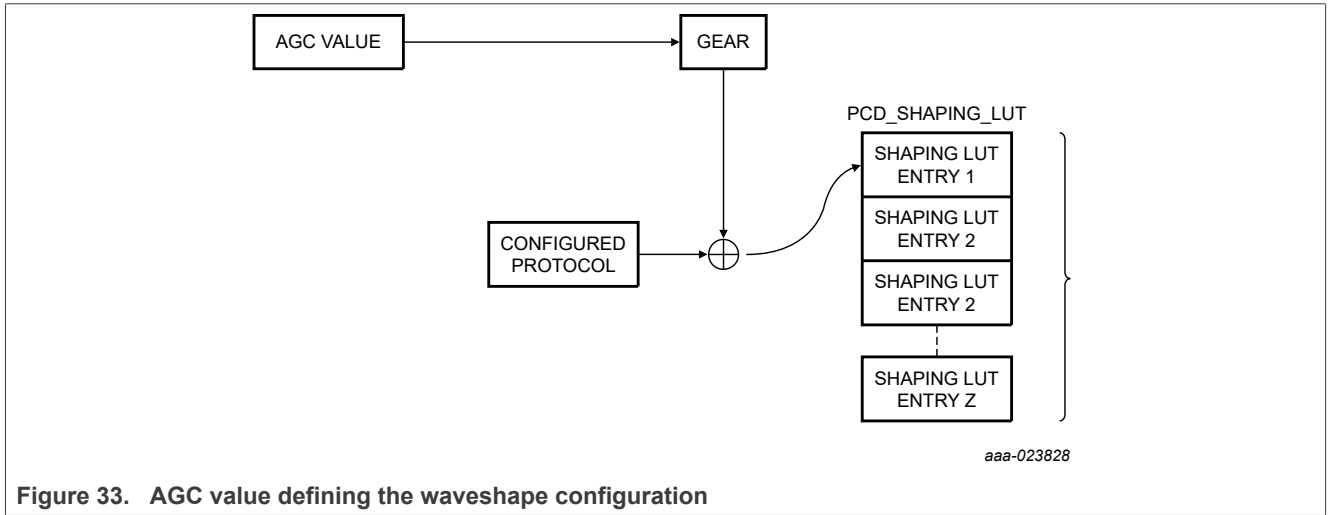 AGC VALUE
GEAR
PCD_SHAPING_LUT
SHAPING LUT
ENTRY 1
SHAPING LUT
ENTRY 2
CONFIGURED
PROTOCOL
SHAPING LUT
ENTRY 2
SHAPING LUT
ENTRY Z
aaa-023828
Figure 33. AGC value defining the waveshape configuration